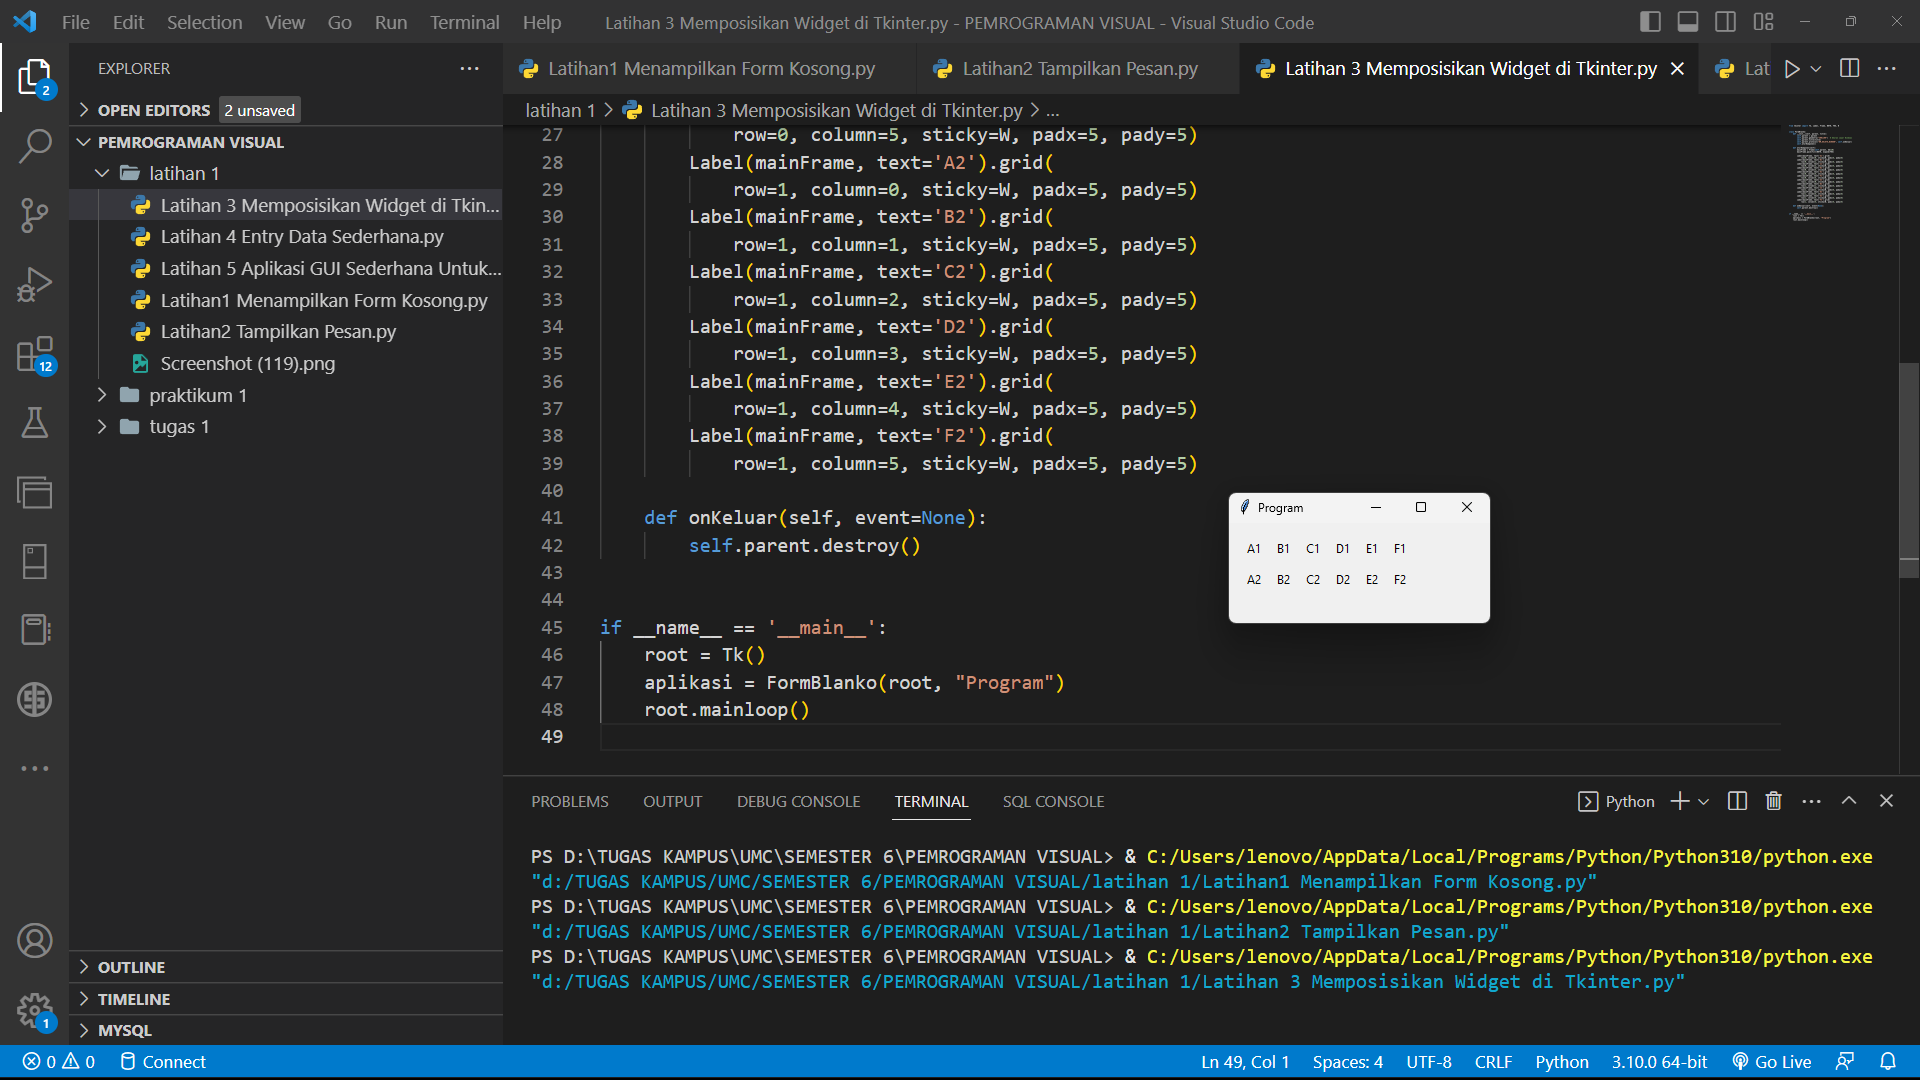 File Edit Selection View Go Run Terminal Help Latihan 3 Memposisikan Widget di Tkinter.py - PEMROGRAMAN VISUAL - Visual Studio Code
EXPLORER
Latihan1 Menampilkan Form Kosong.py Latihan2 Tampilkan Pesan.py Latihan 3 Memposisikan Widget di Tkinter.py Lat
2
OPEN EDITORS 2 unsaved
PEMROGRAMAN VISUAL
latihan 1
Latihan 3 Memposisikan Widget di Tkin...
Latihan 4 Entry Data Sederhana.py
Latihan 5 Aplikasi GUI Sederhana Untuk...
Latihan1 Menampilkan Form Kosong.py
Latihan2 Tampilkan Pesan.py
Screenshot (119).png
praktikum 1
tugas 1
12
OUTLINE
TIMELINE
MYSQL
1
latihan 1 > Latihan 3 Memposisikan Widget di Tkinter.py > ...
27 row=0, column=5, sticky=W, padx=5, pady=5)
28 Label(mainFrame, text='A2').grid(
29 row=1, column=0, sticky=W, padx=5, pady=5)
30 Label(mainFrame, text='B2').grid(
31 row=1, column=1, sticky=W, padx=5, pady=5)
32 Label(mainFrame, text='C2').grid(
33 row=1, column=2, sticky=W, padx=5, pady=5)
34 Label(mainFrame, text='D2').grid(
35 row=1, column=3, sticky=W, padx=5, pady=5)
36 Label(mainFrame, text='E2').grid(
37 row=1, column=4, sticky=W, padx=5, pady=5)
38 Label(mainFrame, text='F2').grid(
39 row=1, column=5, sticky=W, padx=5, pady=5)
40
41 def onKeluar(self, event=None):
42 self.parent.destroy()
43
44
45 if __name__ == '__main__':
46 root = Tk()
47 aplikasi = FormBlanko(root, "Program")
48 root.mainloop()
49
Program
A1 B1 C1 D1 E1 F1
A2 B2 C2 D2 E2 F2
PROBLEMS OUTPUT DEBUG CONSOLE TERMINAL SQL CONSOLE Python
PS D:\TUGAS KAMPUS\UMC\SEMESTER 6\PEMROGRAMAN VISUAL> & C:/Users/lenovo/AppData/Local/Programs/Python/Python310/python.exe
"d:/TUGAS KAMPUS/UMC/SEMESTER 6/PEMROGRAMAN VISUAL/latihan 1/Latihan1 Menampilkan Form Kosong.py"
PS D:\TUGAS KAMPUS\UMC\SEMESTER 6\PEMROGRAMAN VISUAL> & C:/Users/lenovo/AppData/Local/Programs/Python/Python310/python.exe
"d:/TUGAS KAMPUS/UMC/SEMESTER 6/PEMROGRAMAN VISUAL/latihan 1/Latihan2 Tampilkan Pesan.py"
PS D:\TUGAS KAMPUS\UMC\SEMESTER 6\PEMROGRAMAN VISUAL> & C:/Users/lenovo/AppData/Local/Programs/Python/Python310/python.exe
"d:/TUGAS KAMPUS/UMC/SEMESTER 6/PEMROGRAMAN VISUAL/latihan 1/Latihan 3 Memposisikan Widget di Tkinter.py"
0 0 Connect Ln 49, Col 1 Spaces: 4 UTF-8 CRLF Python 3.10.0 64-bit Go Live